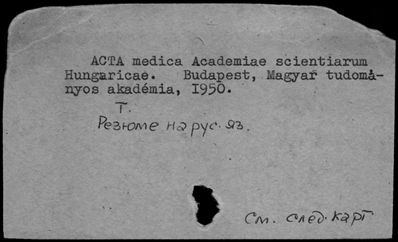 ACTA medica Academiae scientiarum
Hungaricae. Budapest, Magyar tudomá-
nyos akadémia, 1950.
T.
Резюме на рус. яз.
См. след. карт